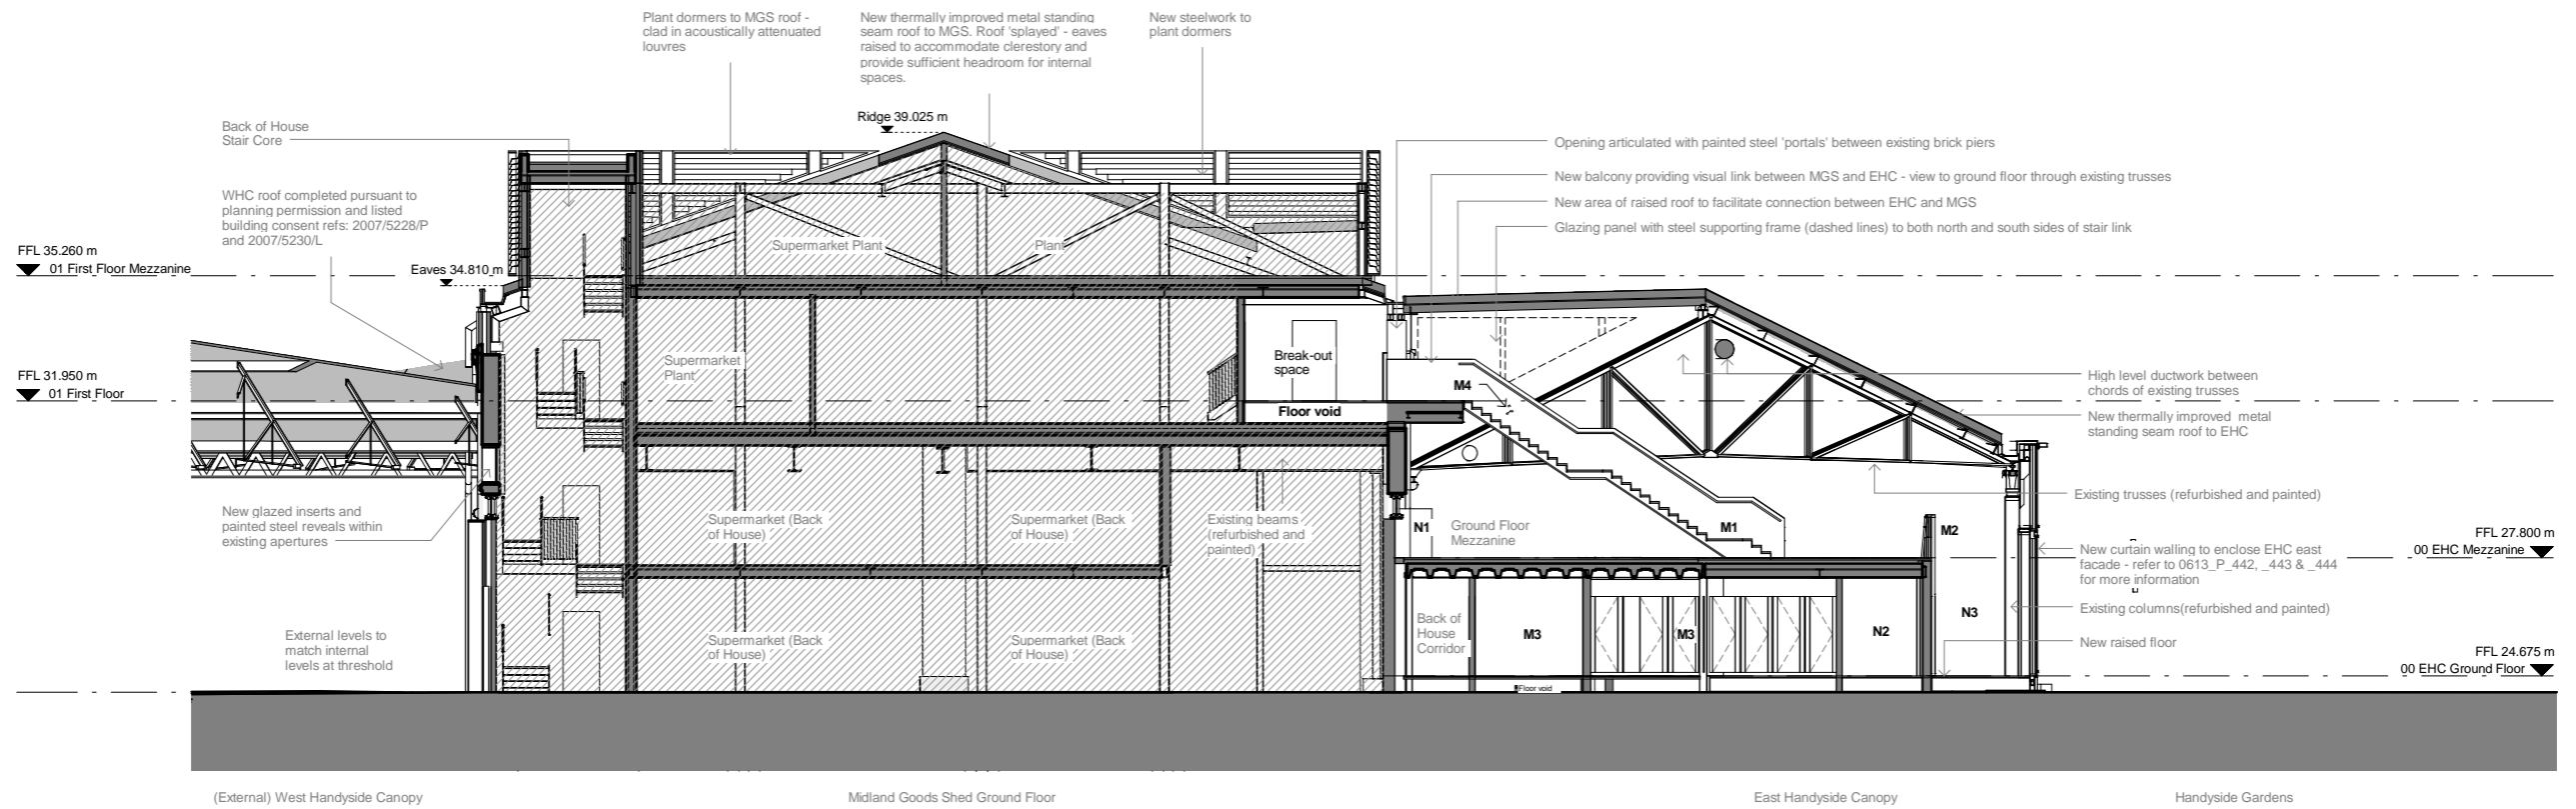 Plant dormers to MGS roof -
clad in acoustically attenuated
louvres
New thermally improved metal standing
seam roof to MGS. Roof 'splayed' - eaves
raised to accommodate clerestory and
provide sufficient headroom for internal
spaces.
New steelwork to
plant dormers
Ridge 39.025 m
Back of House
Stair Core
Opening articulated with painted steel 'portals' between existing brick piers
New balcony providing visual link between MGS and EHC - view to ground floor through existing trusses
New area of raised roof to facilitate connection between EHC and MGS
Glazing panel with steel supporting frame (dashed lines) to both north and south sides of stair link
WHC roof completed pursuant to
planning permission and listed
building consent refs: 2007/5228/P
and 2007/5230/L
FFL 35.260 m
01 First Floor Mezzanine
Eaves 34.810 m
Supermarket Plant
Plant
Supermarket
Plant
Break-out
space
M4
FFL 31.950 m
01 First Floor
Floor void
High level ductwork between
chords of existing trusses
New thermally improved metal
standing seam roof to EHC
Existing trusses (refurbished and painted)
New glazed inserts and
painted steel reveals within
existing apertures
Supermarket (Back
of House)
Supermarket (Back
of House)
Existing beams
(refurbished and
painted)
N1
Ground Floor
Mezzanine
M1
M2
FFL 27.800 m
00 EHC Mezzanine
New curtain walling to enclose EHC east
facade - refer to 0613_P_442, _443 & _444
for more information
Existing columns(refurbished and painted)
External levels to
match internal
levels at threshold
Supermarket (Back
of House)
Supermarket (Back
of House)
Back of
House
Corridor
M3
M3
N2
N3
New raised floor
FFL 24.675 m
00 EHC Ground Floor
Floor void
(External) West Handyside Canopy
Midland Goods Shed Ground Floor
East Handyside Canopy
Handyside Gardens